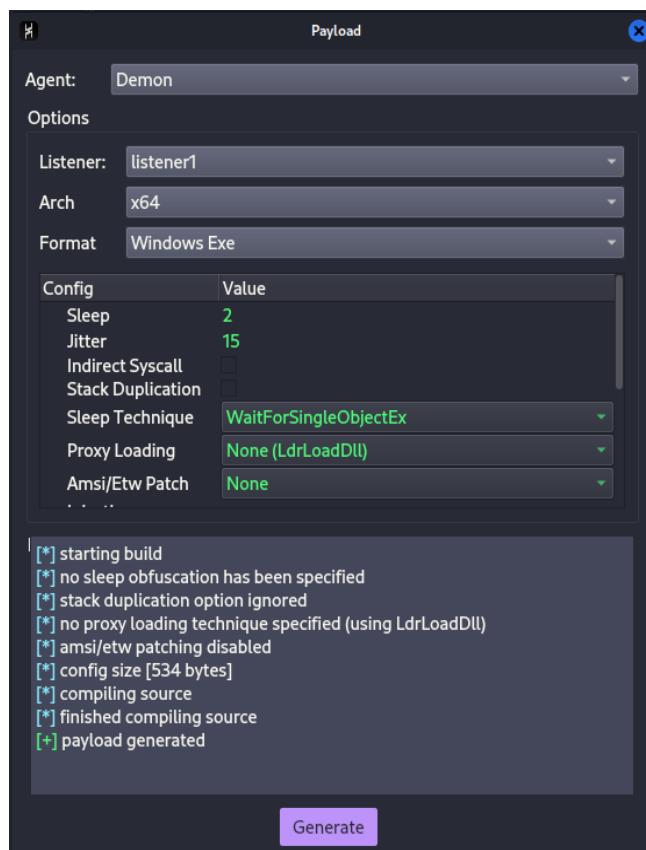 Payload
Agent: Demon
Options
Listener: listener1
Arch x64
Format Windows Exe
Config Value
Sleep 2
Jitter 15
Indirect Syscall
Stack Duplication
Sleep Technique WaitForSingleObjectEx
Proxy Loading None (LdrLoadDll)
Amsi/Etw Patch None
[*] starting build
[*] no sleep obfuscation has been specified
[*] stack duplication option ignored
[*] no proxy loading technique specified (using LdrLoadDll)
[*] amsi/etw patching disabled
[*] config size [534 bytes]
[*] compiling source
[*] finished compiling source
[+] payload generated
Generate